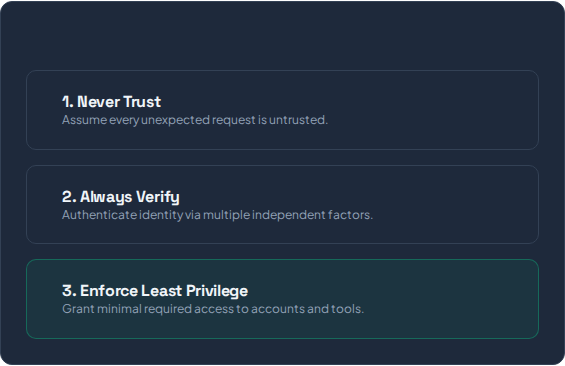 1. Never Trust
Assume every unexpected request is untrusted.
2. Always Verify
Authenticate identity via multiple independent factors.
3. Enforce Least Privilege
Grant minimal required access to accounts and tools.